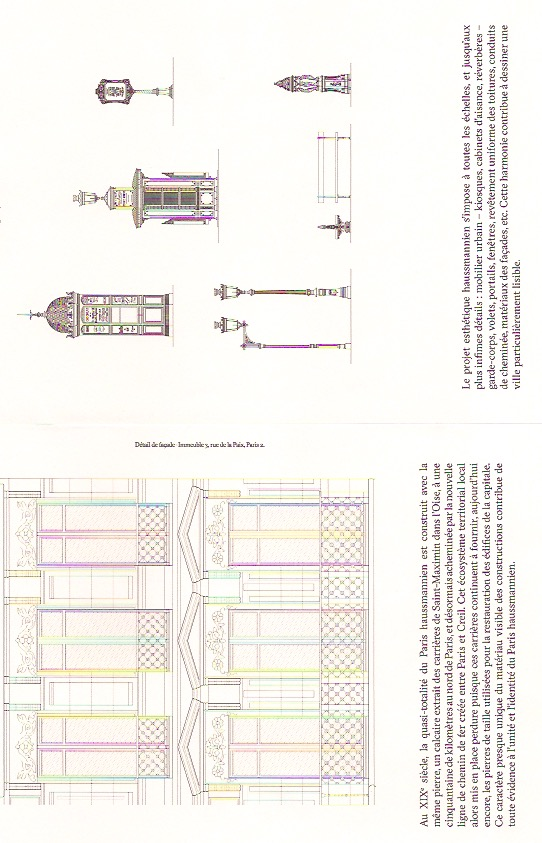 Détail de façade Immeuble 3, rue de la Paix, Paris 2.
Au XIXᵉ siècle, la quasi-totalité du Paris haussmannien est construit avec la
même pierre, un calcaire extrait des carrières de Saint-Maximin dans l'Oise, à une
cinquantaine de kilomètres au nord de Paris, et désormais acheminée par la nouvelle
ligne de chemin de fer créée entre Paris et Creil. Cet écosystème territorial local
alors mis en place perdure puisque ces carrières continuent à fournir, aujourd'hui
encore, les pierres de taille utilisées pour la restauration des édifices de la capitale.
Ce caractère presque unique du matériau visible des constructions contribue de
toute évidence à l'unité et l'identité du Paris haussmannien.
Le projet esthétique haussmannien s'impose à toutes les échelles, et jusqu'aux
plus infimes détails : mobilier urbain – kiosques, cabinets d'aisance, réverbères –
garde-corps, volets, portails, fenêtres, revêtement uniforme des toitures, conduits
de cheminée, matériaux des façades, etc. Cette harmonie contribue à dessiner une
ville particulièrement lisible.